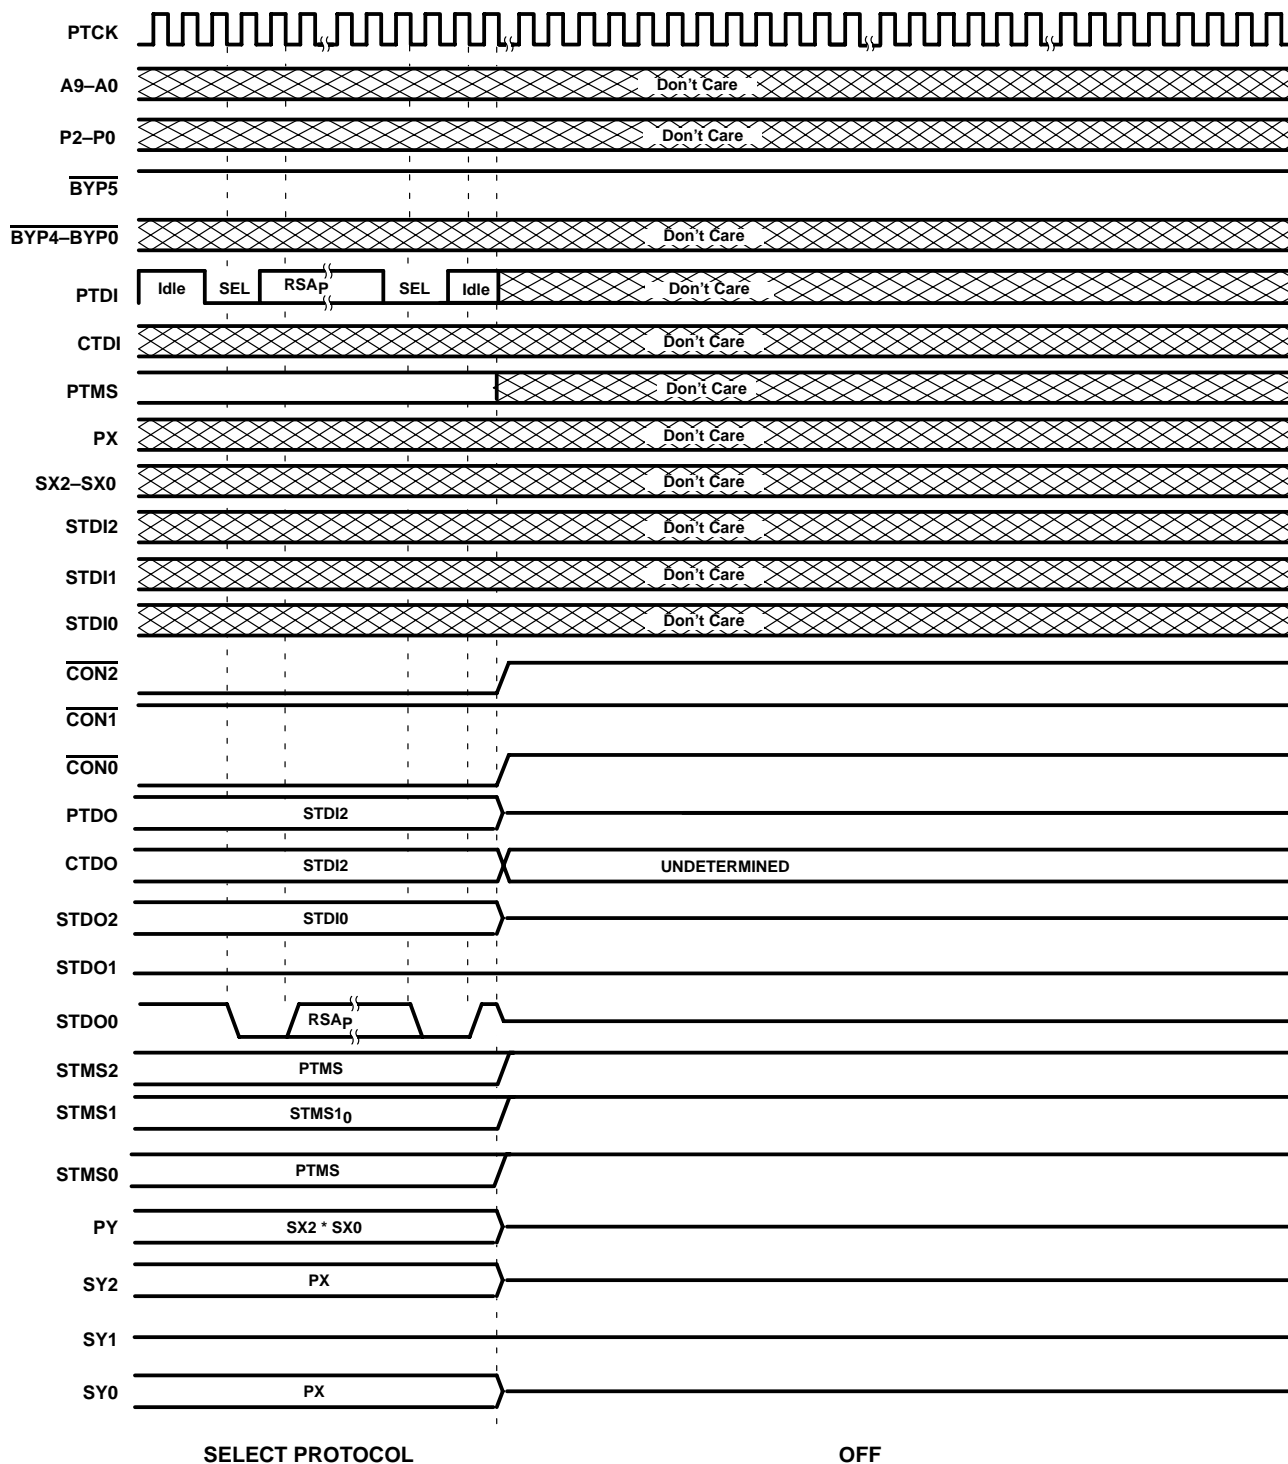 PTCK
A9–A0 Don't Care
P2–P0 Don't Care
BYP5
BYP4–BYP0 Don't Care
PTDI Idle SEL RSAP SEL Idle Don't Care
CTDI Don't Care
PTMS Don't Care
PX Don't Care
SX2–SX0 Don't Care
STDI2 Don't Care
STDI1 Don't Care
STDI0 Don't Care
CON2
CON1
CON0
PTDO STDI2
CTDO STDI2 UNDETERMINED
STDO2 STDI0
STDO1
STDO0 RSAP
STMS2 PTMS
STMS1 STMS10
STMS0 PTMS
PY SX2 * SX0
SY2 PX
SY1
SY0 PX
SELECT PROTOCOL OFF